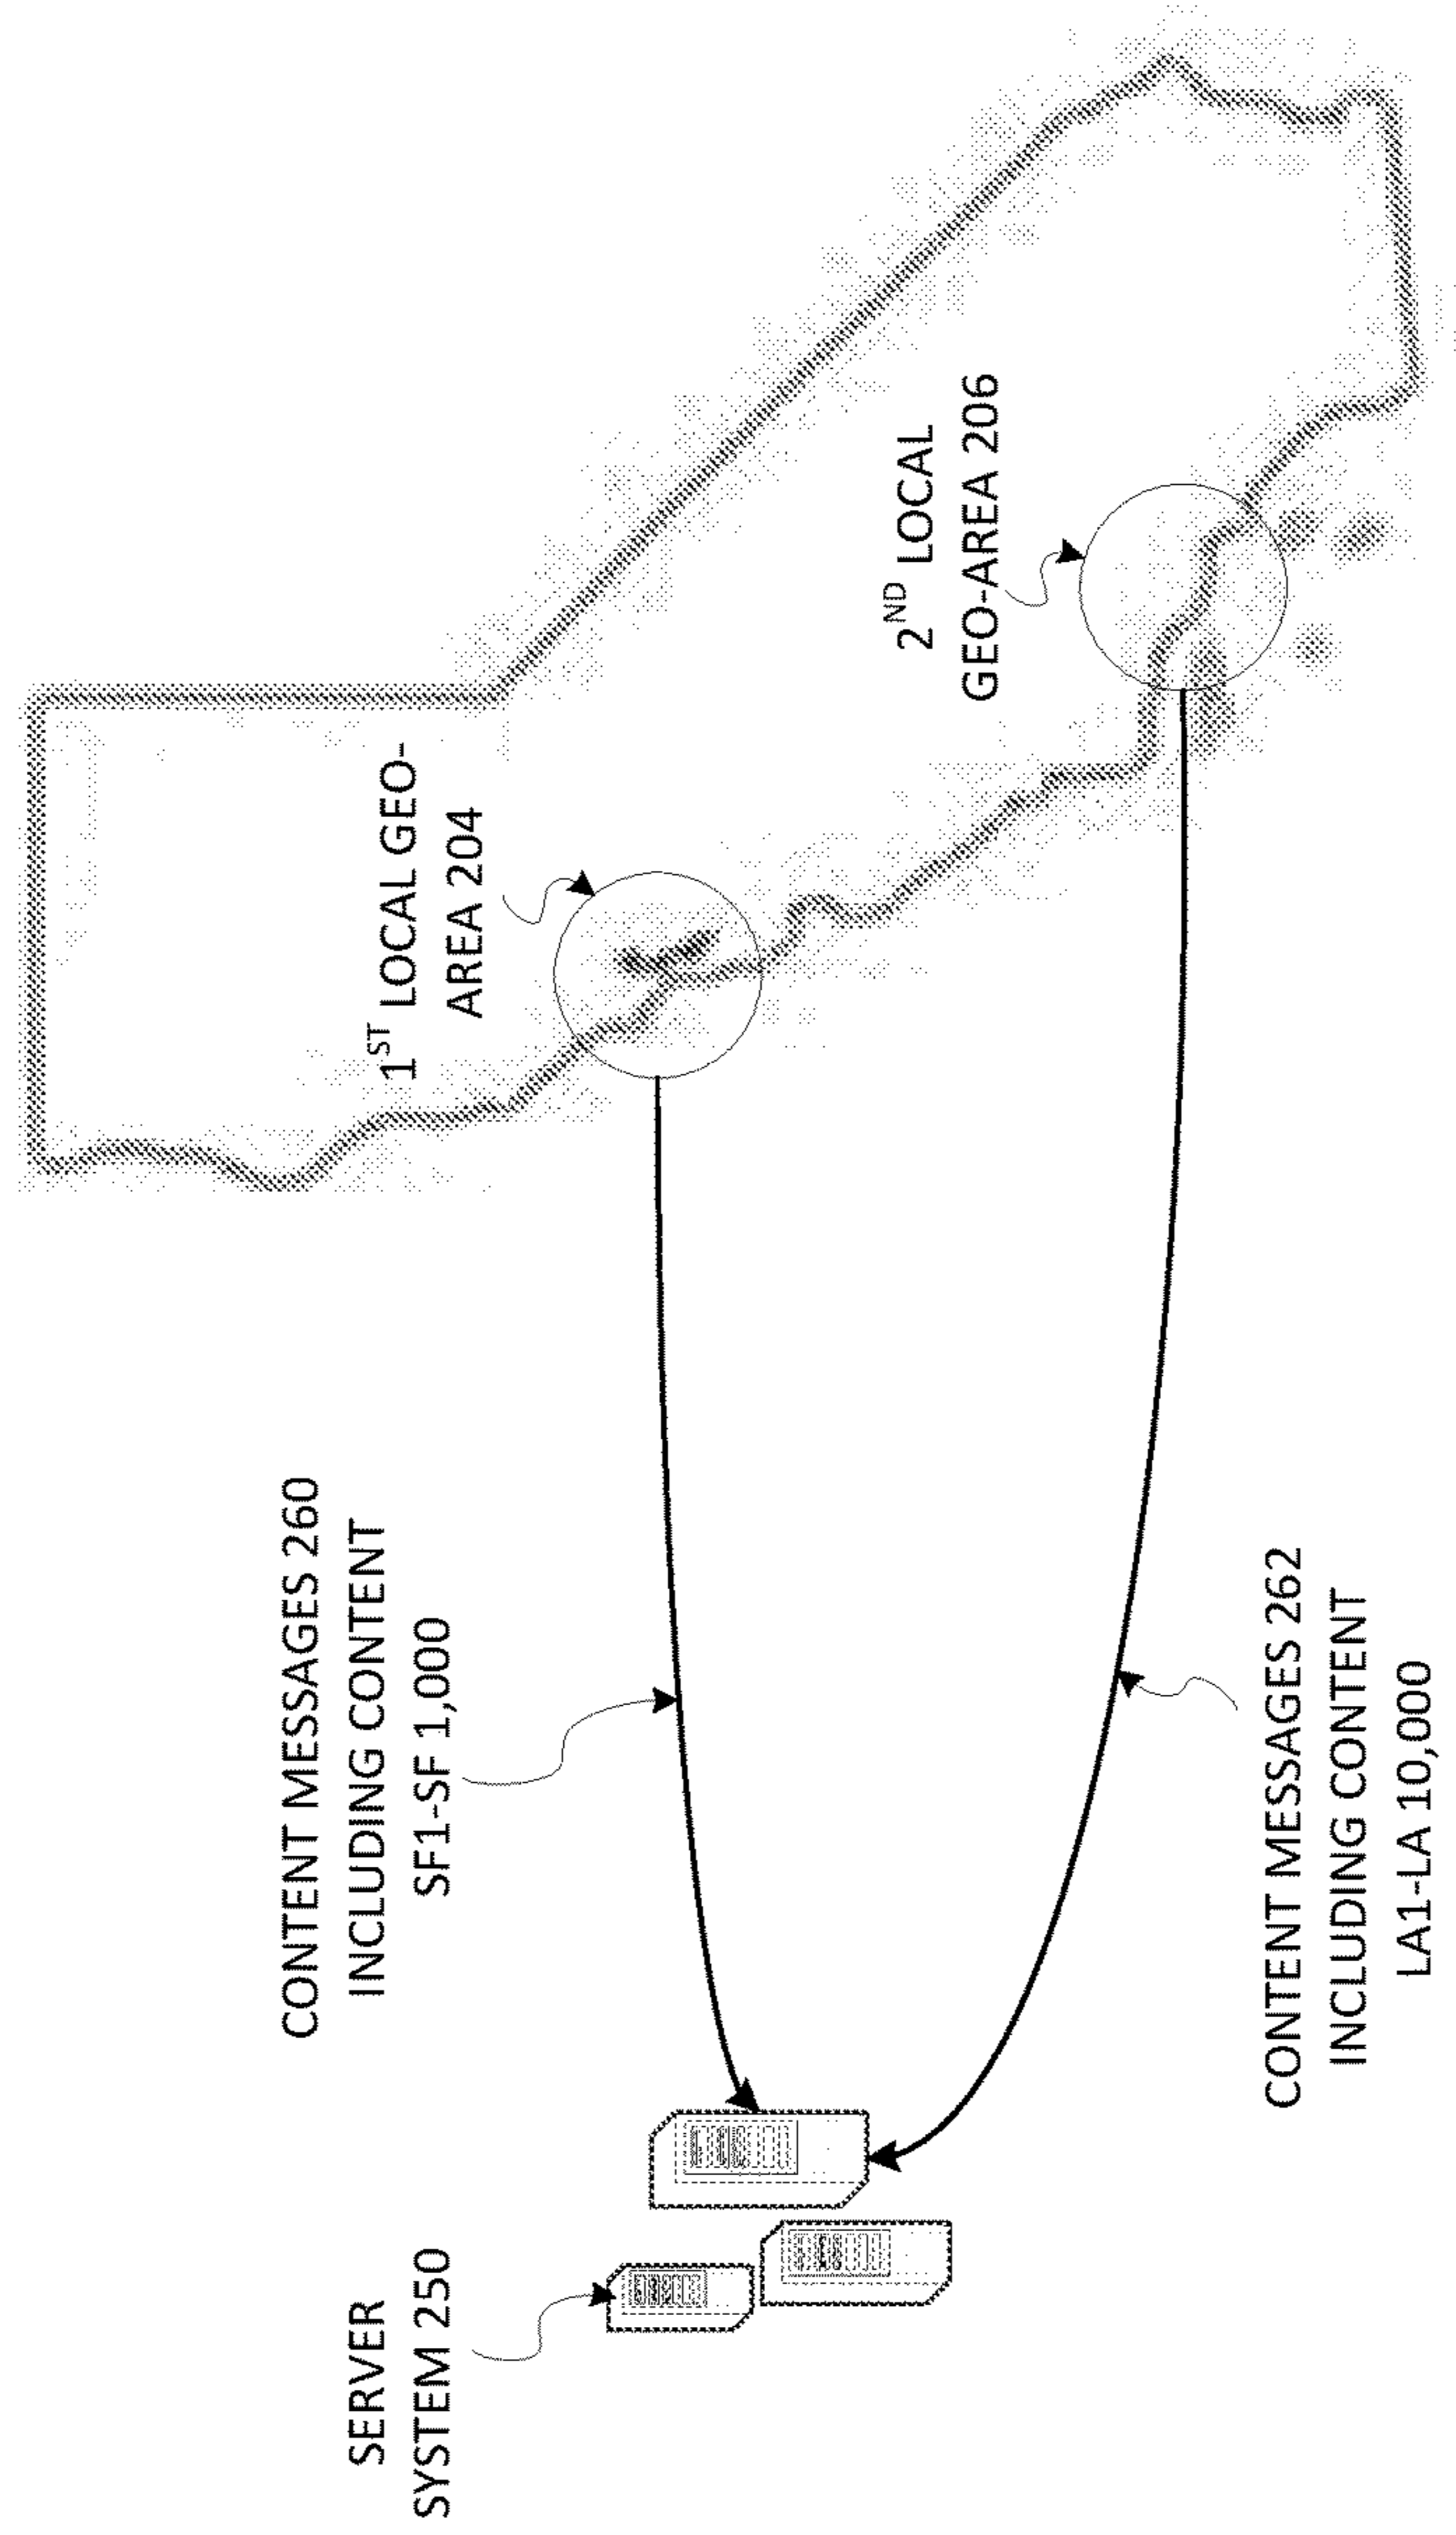 SERVER
SYSTEM 250
CONTENT MESSAGES 260
INCLUDING CONTENT
SF1-SF 1,000
1ST LOCAL GEO-
AREA 204
2ND LOCAL
GEO-AREA 206
CONTENT MESSAGES 262
INCLUDING CONTENT
LA1-LA 10,000